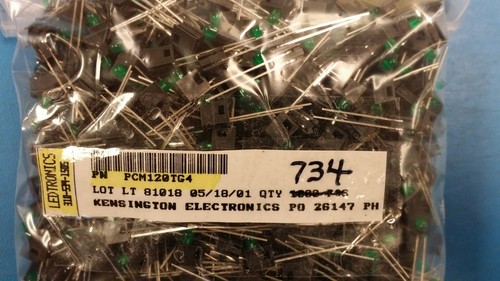 LEDTRONICS
PN PCM120TG4
734
LOT LT 81018 05/18/01 QTY
KENSINGTON ELECTRONICS PO 26147 PH